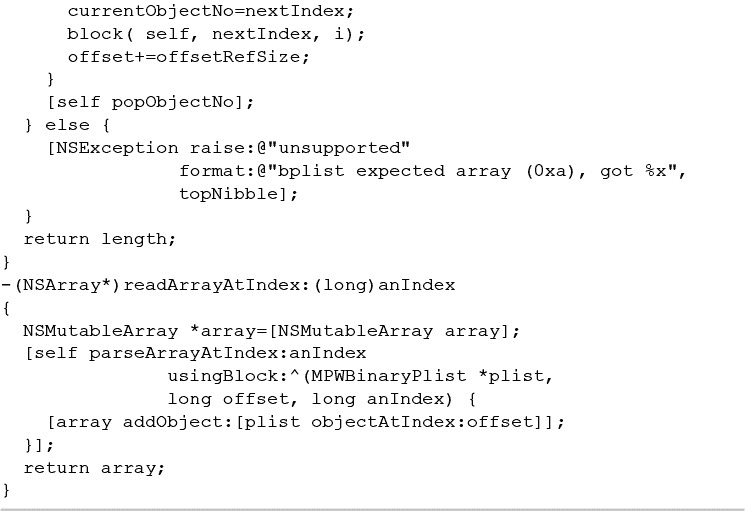 currentObjectNo=nextIndex;
      block( self, nextIndex, i);
      offset+=offsetRefSize;
    }
    [self popObjectNo];
  } else {
    [NSException raise:@"unsupported"
                format:@"bplist expected array (0xa), got %x",
                topNibble];
  }
  return length;
}
-(NSArray*)readArrayAtIndex:(long)anIndex
{
  NSMutableArray *array=[NSMutableArray array];
  [self parseArrayAtIndex:anIndex
               usingBlock:^(MPWBinaryPlist *plist,
               long offset, long anIndex) {
    [array addObject:[plist objectAtIndex:offset]];
  }];
  return array;
}